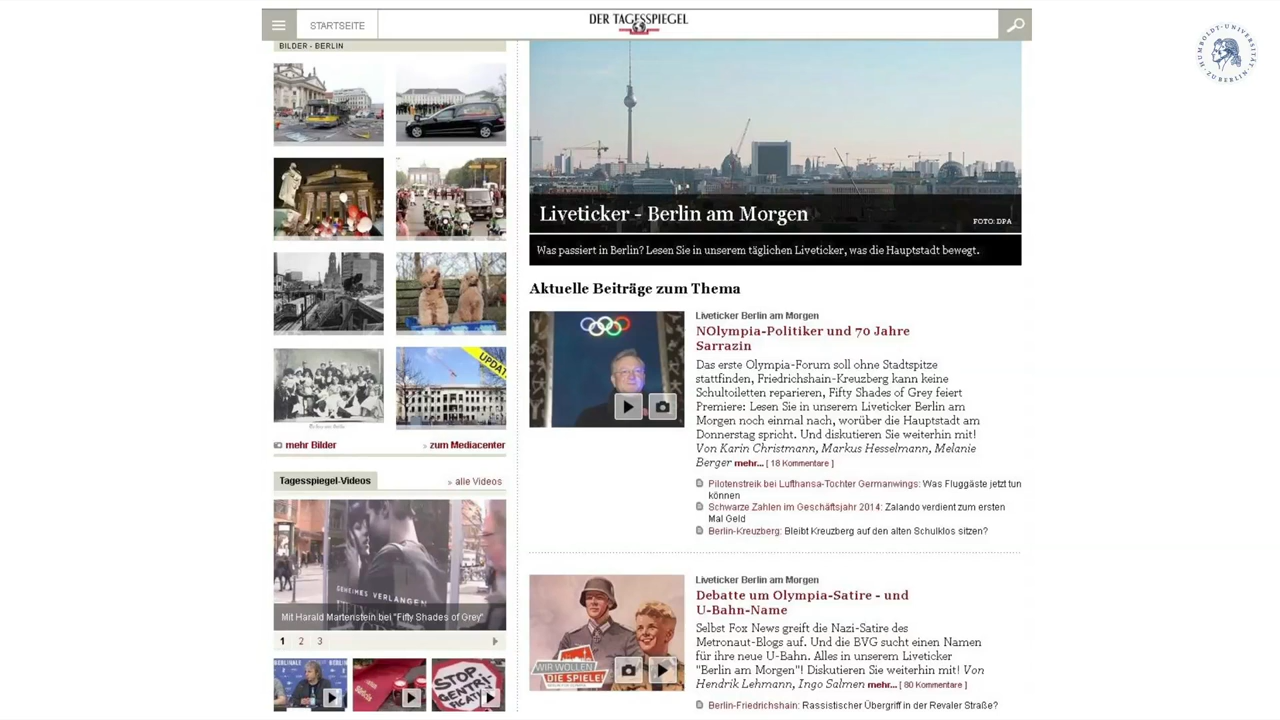 STARTSEITE
DER TAGESSPIEGEL
HUMBOLDT-UNIVERSITÄT ZU BERLIN
BILDER - BERLIN
UPDAT
mehr Bilder
> zum Mediacenter
Tagesspiegel-Videos
> alle Videos
GEHEIMES VERLANGEN
Mit Harald Martenstein bei "Fifty Shades of Grey"
1 2 3
BERLINALE
STOP
GENTRI
FICATI
Liveticker - Berlin am Morgen
FOTO: DPA
Was passiert in Berlin? Lesen Sie in unserem täglichen Liveticker, was die Hauptstadt bewegt.
Aktuelle Beiträge zum Thema
Liveticker Berlin am Morgen
NOlympia-Politiker und 70 Jahre
Sarrazin
Das erste Olympia-Forum soll ohne Stadtspitze
stattfinden, Friedrichshain-Kreuzberg kann keine
Schultoiletten reparieren, Fifty Shades of Grey feiert
Premiere: Lesen Sie in unserem Liveticker Berlin am
Morgen noch einmal nach, worüber die Hauptstadt am
Donnerstag spricht. Und diskutieren Sie weiterhin mit!
Von Karin Christmann, Markus Hesselmann, Melanie
Berger mehr... [ 18 Kommentare ]
Pilotenstreik bei Lufthansa-Tochter Germanwings: Was Fluggäste jetzt tun
können
Schwarze Zahlen im Geschäftsjahr 2014: Zalando verdient zum ersten
Mal Geld
Berlin-Kreuzberg: Bleibt Kreuzberg auf den alten Schulklos sitzen?
WIR WOLLEN
DIE SPIELE!
Liveticker Berlin am Morgen
Debatte um Olympia-Satire - und
U-Bahn-Name
Selbst Fox News greift die Nazi-Satire des
Metronaut-Blogs auf. Und die BVG sucht einen Namen
für ihre neue U-Bahn. Alles in unserem Liveticker
"Berlin am Morgen"! Diskutieren Sie weiterhin mit! Von
Hendrik Lehmann, Ingo Salmen mehr... [ 80 Kommentare ]
Berlin-Friedrichshain: Rassistischer Übergriff in der Revaler Straße?